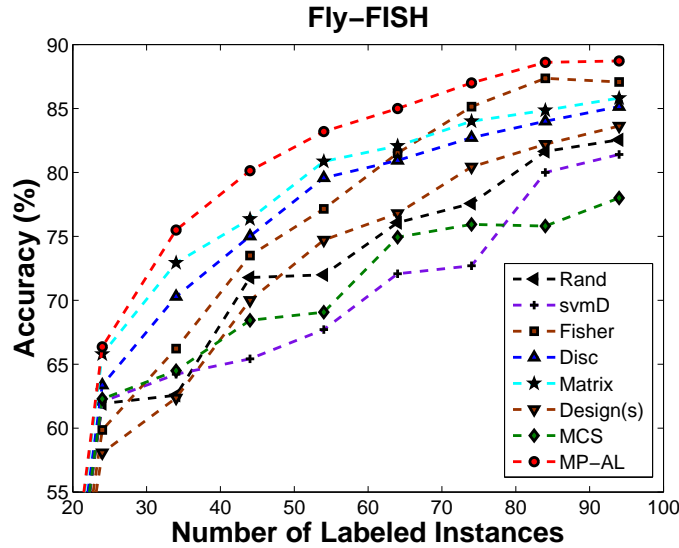 Fly−FISH
Accuracy (%)
90
85
80
75
70
65
60
55
20 30 40 50 60 70 80 90 100
Number of Labeled Instances
Rand
svmD
Fisher
Disc
Matrix
Design(s)
MCS
MP−AL